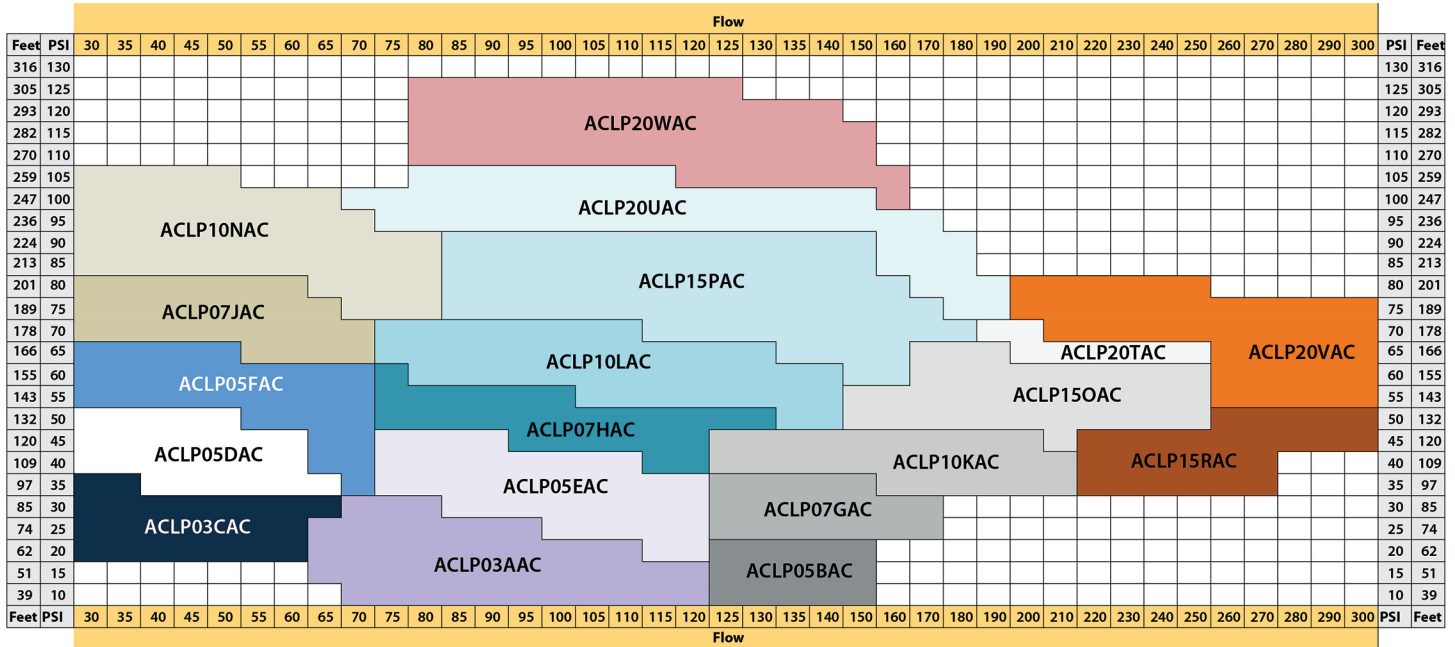 Flow
Feet PSI 30 35 40 45 50 55 60 65 70 75 80 85 90 95 100 105 110 115 120 125 130 135 140 150 160 170 180 190 200 210 220 230 240 250 260 270 280 290 300 PSI Feet
316 130 130 316
305 125 125 305
293 120 ACLP20WAC 120 293
282 115 115 282
270 110 110 270
259 105 105 259
247 100 ACLP20UAC 100 247
236 95 ACLP10NAC 95 236
224 90 90 224
213 85 85 213
201 80 ACLP15PAC 80 201
189 75 ACLP07JAC 75 189
178 70 70 178
166 65 ACLP10LAC ACLP20TAC ACLP20VAC 65 166
155 60 ACLP05FAC 60 155
143 55 ACLP15OAC 55 143
132 50 ACLP07HAC 50 132
120 45 ACLP05DAC 45 120
109 40 ACLP10KAC ACLP15RAC 40 109
97 35 ACLP05EAC 35 97
85 30 ACLP07GAC 30 85
74 25 ACLP03CAC 25 74
62 20 20 62
51 15 ACLP03AAC ACLP05BAC 15 51
39 10 10 39
Feet PSI 30 35 40 45 50 55 60 65 70 75 80 85 90 95 100 105 110 115 120 125 130 135 140 150 160 170 180 190 200 210 220 230 240 250 260 270 280 290 300 PSI Feet
Flow